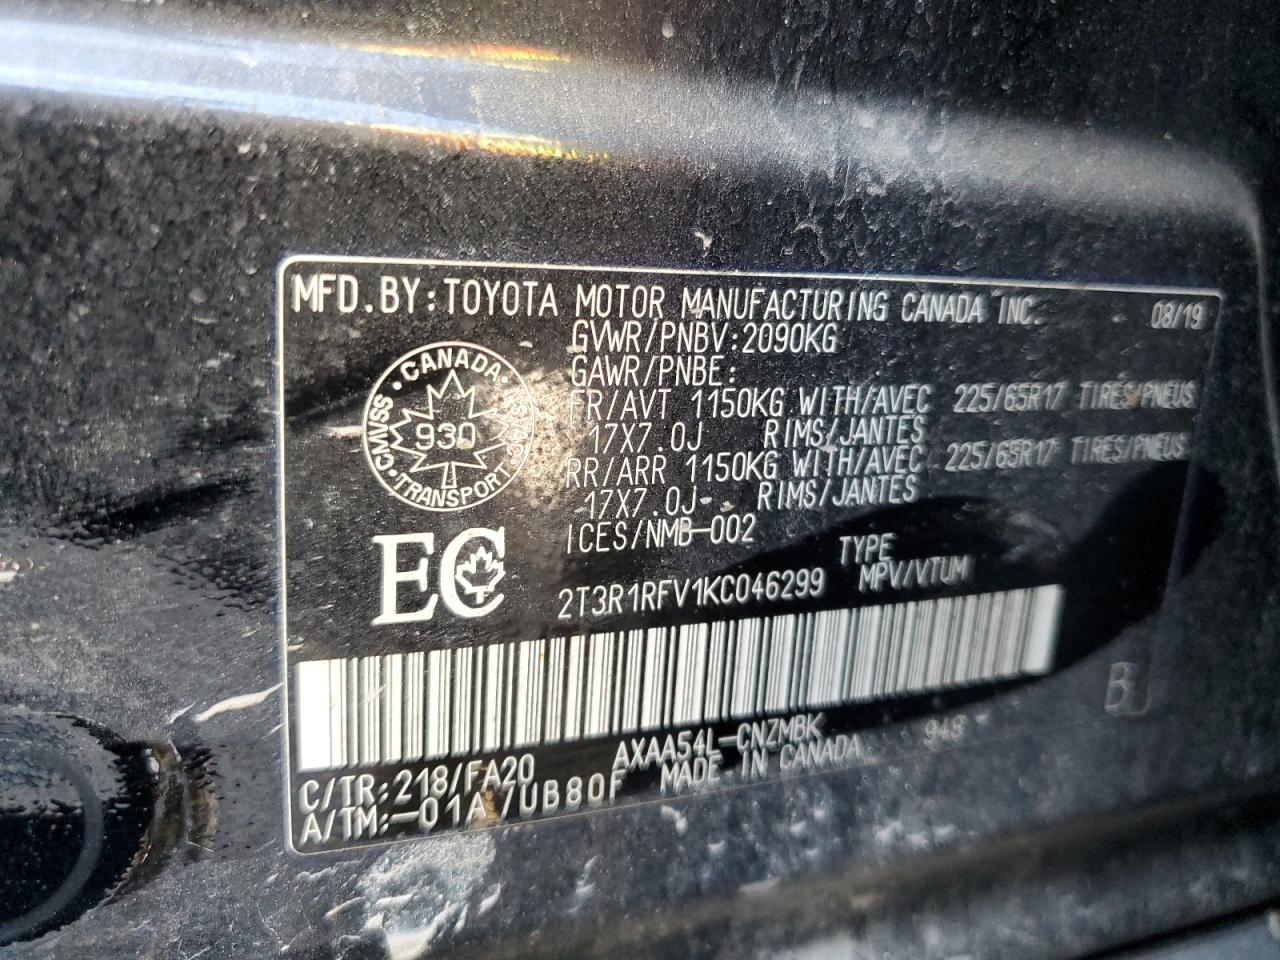 MFD.BY:TOYOTA MOTOR MANUFACTURING CANADA INC. 08/19
GVWR/PNBV:2090KG
GAWR/PNBE:
FR/AVT 1150KG WITH/AVEC 225/65R17 TIRES/PNEUS
17X7.0J RIMS/JANTES
RR/ARR 1150KG WITH/AVEC 225/65R17 TIRES/PNEUS
17X7.0J RIMS/JANTES
ICES/NMB-002
CANADA
930
TRANSPORT
CMVSS
NSVAC
EC
TYPE
2T3R1RFV1KC046299 MPV/VTUM
B
C/TR:218/FA20 AXAA54L-CNZMBK 948
A/TM:-01A/UB80F MADE IN CANADA